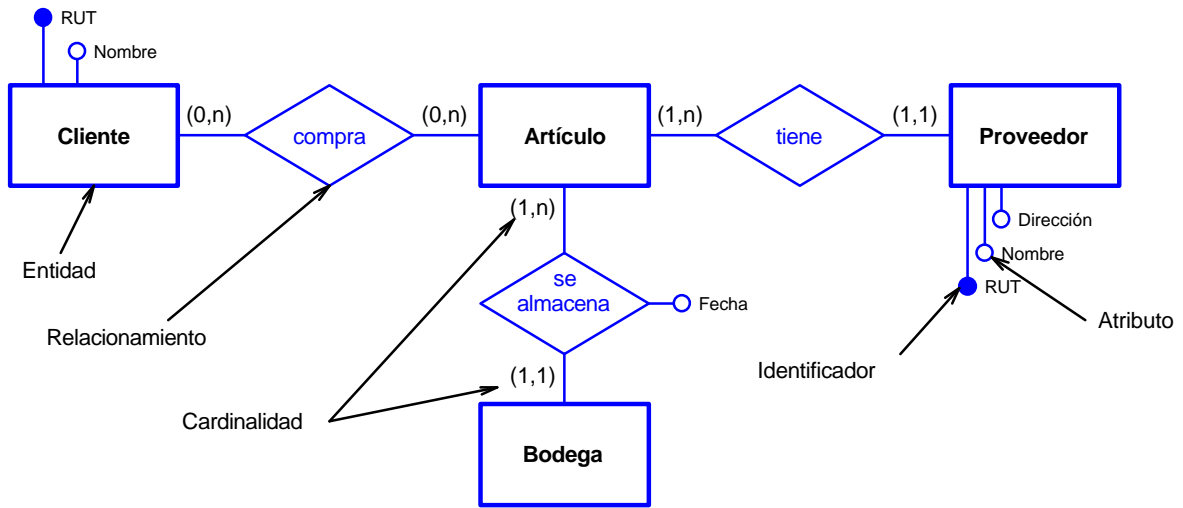 RUT
Nombre
(0,n)
(0,n)
(1,n)
(1,1)
Cliente
compra
Artículo
tiene
Proveedor
(1,n)
Dirección
Entidad
Nombre
se
almacena
Fecha
RUT
Relacionamiento
Atributo
Identificador
(1,1)
Cardinalidad
Bodega